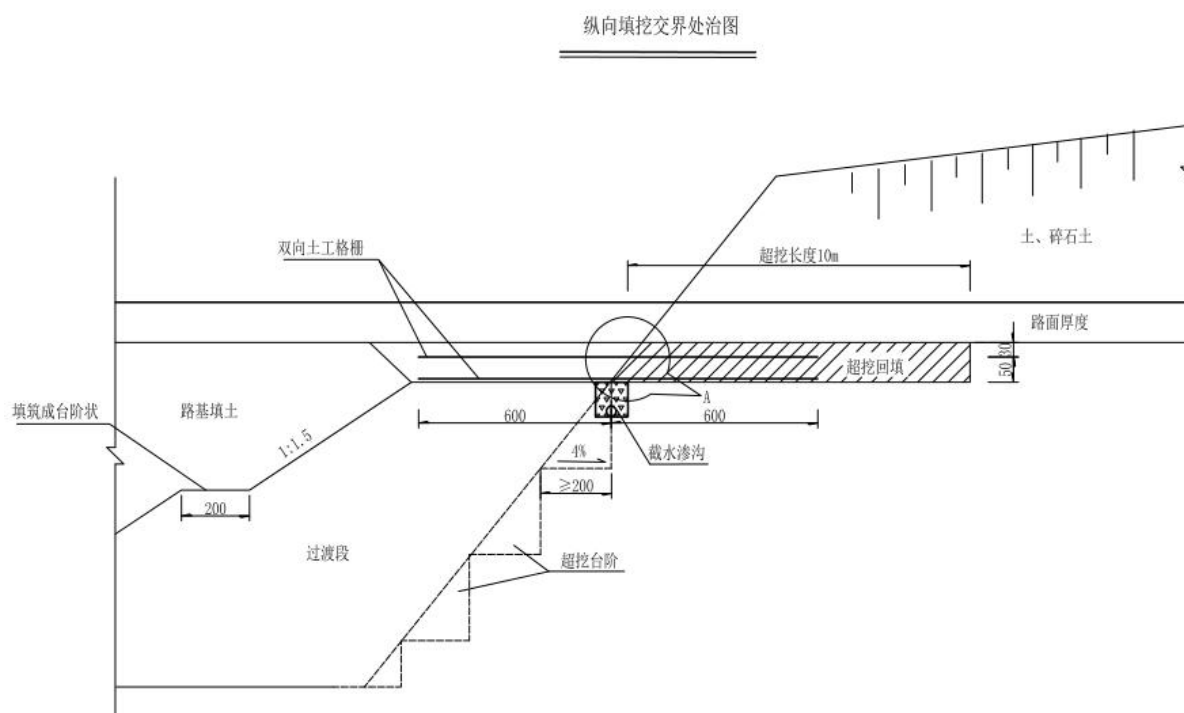 纵向填挖交界处治图
双向土工格栅
土、碎石土
超挖长度10m
路面厚度
30
50
超挖回填
A
填筑成台阶状
路基填土
1:1.5
600
600
截水渗沟
4%
≥200
200
过渡段
超挖台阶